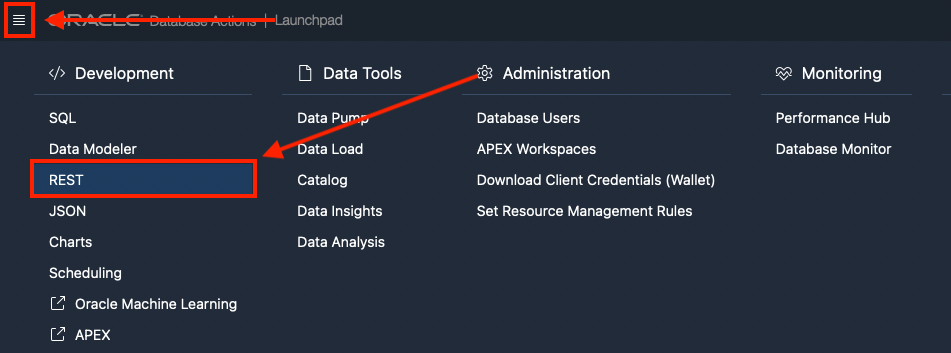 ORACLE Database Actions | Launchpad
Development
SQL
Data Modeler
REST
JSON
Charts
Scheduling
Oracle Machine Learning
APEX
Data Tools
Data Pump
Data Load
Catalog
Data Insights
Data Analysis
Administration
Database Users
APEX Workspaces
Download Client Credentials (Wallet)
Set Resource Management Rules
Monitoring
Performance Hub
Database Monitor